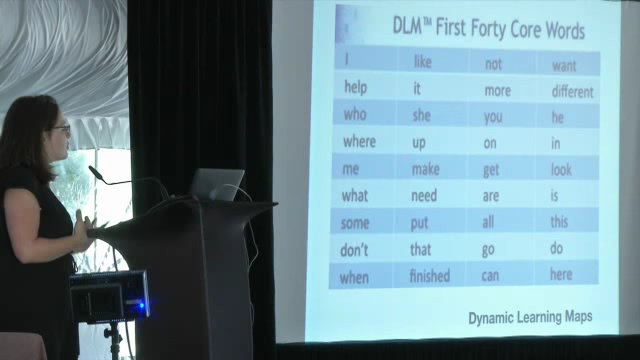 DLM™ First Forty Core Words
I like not want
help it more different
who she you he
where up on in
me make get look
what need are is
some put all this
don't that go do
when finished can here
Dynamic Learning Maps